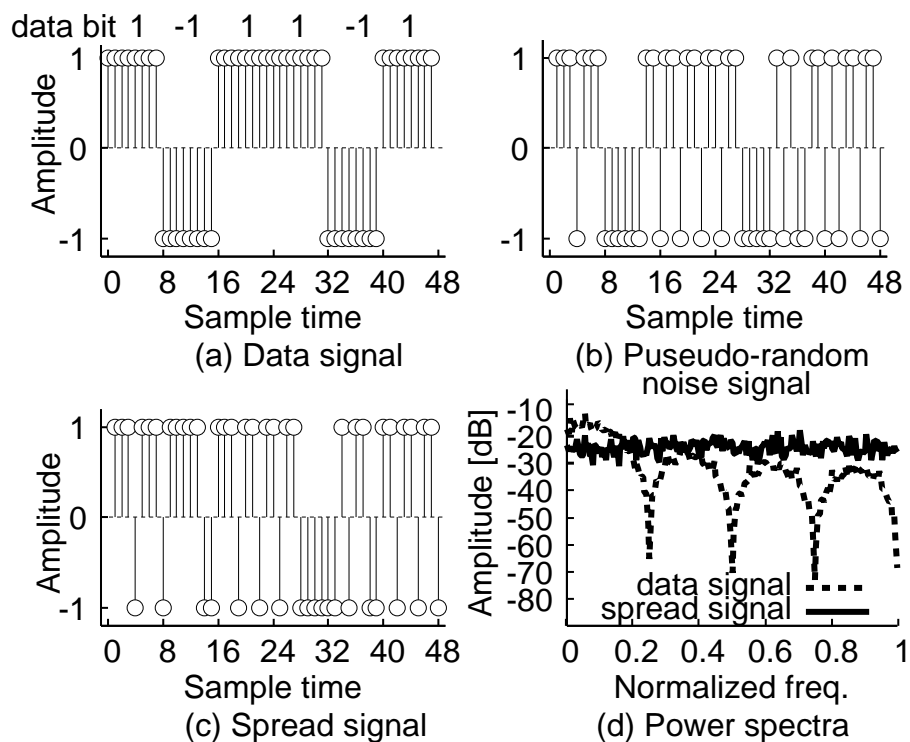 data bit 1 -1 1 1 -1 1
Amplitude
1
0
-1
0 8 16 24 32 40 48
Sample time
(a) Data signal
1
0
-1
0 8 16 24 32 40 48
Sample time
(b) Puseudo-random
noise signal
Amplitude
1
0
-1
0 8 16 24 32 40 48
Sample time
(c) Spread signal
Amplitude [dB]
-10
-20
-30
-40
-50
-60
-70
-80
data signal
spread signal
0 0.2 0.4 0.6 0.8 1
Normalized freq.
(d) Power spectra